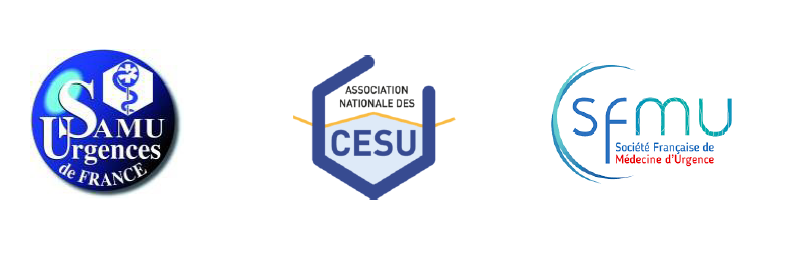 SAMU
Urgences
de FRANCE
ASSOCIATION
NATIONALE DES
CESU
sfmu
Société Française de
Médecine d'Urgence